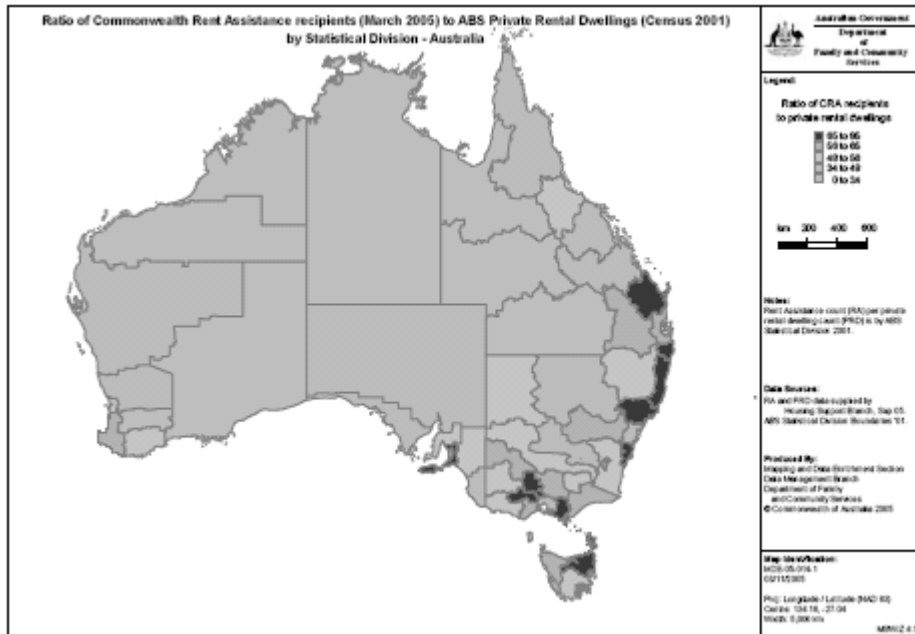 Ratio of Commonwealth Rent Assistance recipients (March 2005) to ABS Private Rental Dwellings (Census 2001)
by Statistical Division - Australia
Australian Government
Department
of
Family and Community
Services
Legend:
Ratio of CRA recipients
to private rental dwellings
65 to 95
56 to 65
34 to 49
0 to 34
km 200 400 600
Notes:
Rent Assistance count (RA) per private
rental dwelling count (PRD) is by ABS
Statistical Division 2001.
Data Sources:
RA and PRD data supplied by
Housing Support Branch, Sep 05.
ABS Statistical Division Boundaries '01.
Produced By:
Mapping and Data Enrichment Section
Data Management Branch
Department of Family
and Community Services
© Commonwealth of Australia 2005
Map Identification:
Proj: Longitude / Latitude